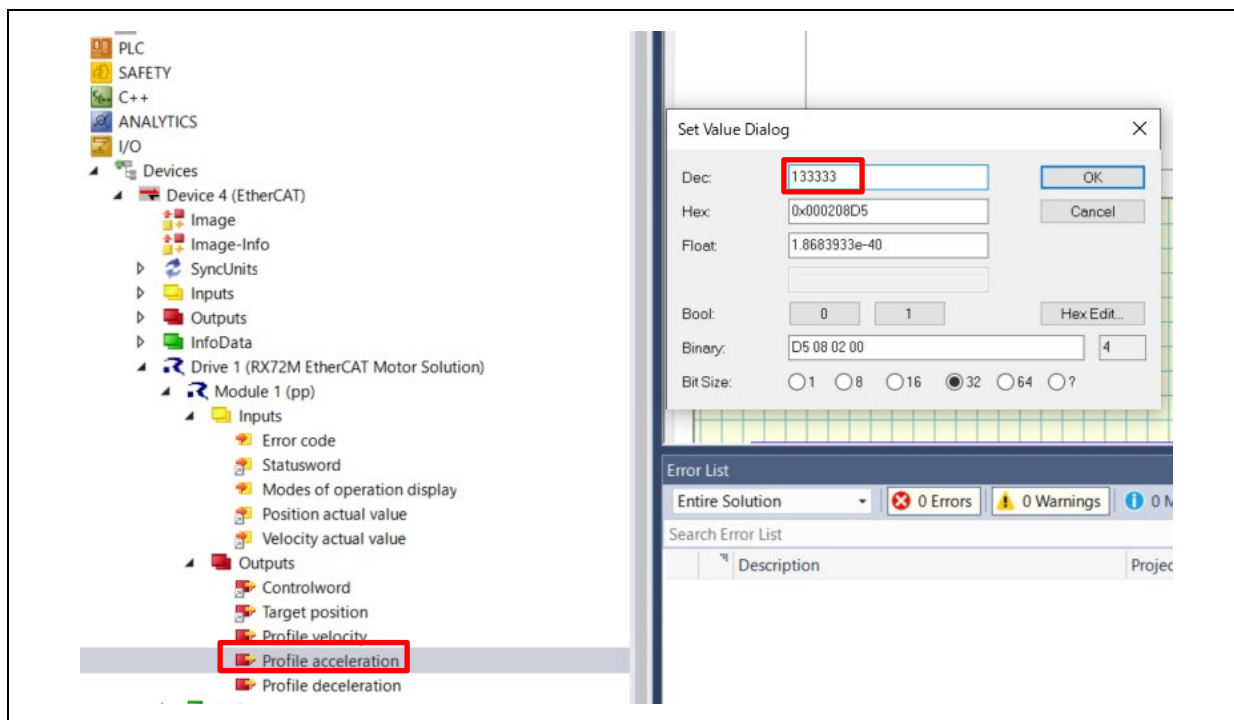 PLC
SAFETY
C++
ANALYTICS
I/O
Devices
Device 4 (EtherCAT)
Image
Image-Info
SyncUnits
Inputs
Outputs
InfoData
Drive 1 (RX72M EtherCAT Motor Solution)
Module 1 (pp)
Inputs
Error code
Statusword
Modes of operation display
Position actual value
Velocity actual value
Outputs
Controlword
Target position
Profile velocity
Profile acceleration
Profile deceleration
Set Value Dialog
Dec: 133333 OK
Hex: 0x000208D5 Cancel
Float: 1.8683933e-40
Bool: 0 1 Hex Edit...
Binary: D5 08 02 00 4
Bit Size: 1 8 16 32 64 ?
Error List
Entire Solution 0 Errors 0 Warnings 0
Search Error List
Description